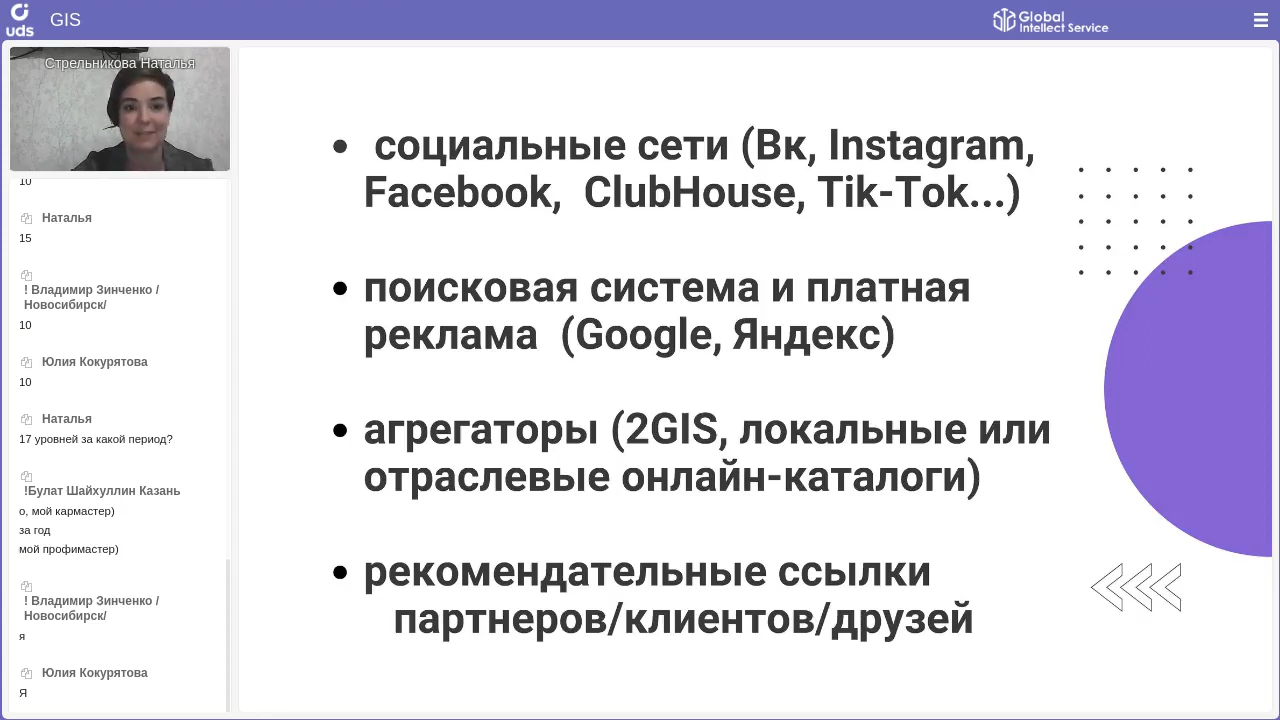 uds
GIS
Global
Intellect Service
Стрельникова Наталья
10
Наталья
15
! Владимир Зинченко /
Новосибирск/
10
Юлия Кокурятова
10
Наталья
17 уровней за какой период?
!Булат Шайхуллин Казань
о, мой кармастер)
за год
мой профимастер)
! Владимир Зинченко /
Новосибирск/
я
Юлия Кокурятова
Я
• социальные сети (Вк, Instagram,
Facebook, ClubHouse, Tik-Tok...)
• поисковая система и платная
реклама (Google, Яндекс)
• агрегаторы (2GIS, локальные или
отраслевые онлайн-каталоги)
• рекомендательные ссылки
партнеров/клиентов/друзей